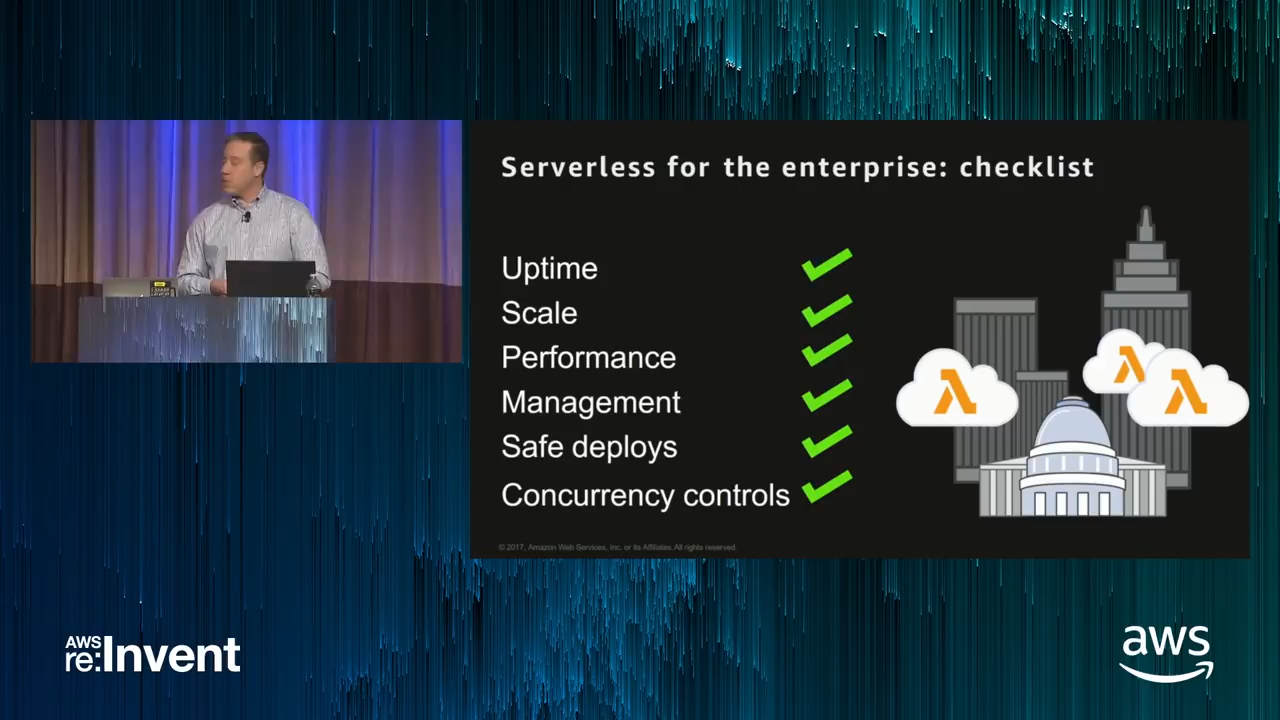 Serverless for the enterprise: checklist
Uptime
Scale
Performance
Management
Safe deploys
Concurrency controls
© 2017, Amazon Web Services, Inc. or its Affiliates. All rights reserved.
AWS
re:Invent
aws